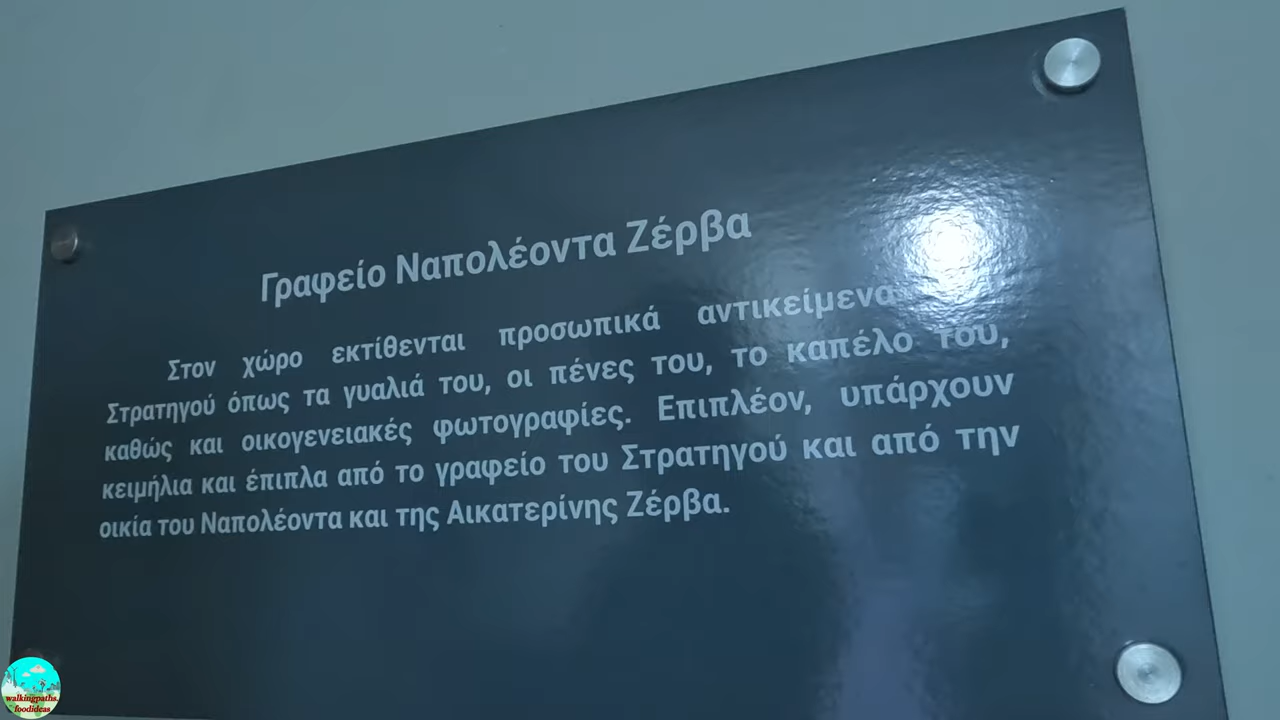 Γραφείο Ναπολέοντα Ζέρβα
Στον χώρο εκτίθενται προσωπικά αντικείμενα
Στρατηγού όπως τα γυαλιά του, οι πένες του, το καπέλο του,
καθώς και οικογενειακές φωτογραφίες. Επιπλέον, υπάρχουν
κειμήλια και έπιπλα από το γραφείο του Στρατηγού και από την
οικία του Ναπολέοντα και της Αικατερίνης Ζέρβα.
walkingpaths.
foodideas